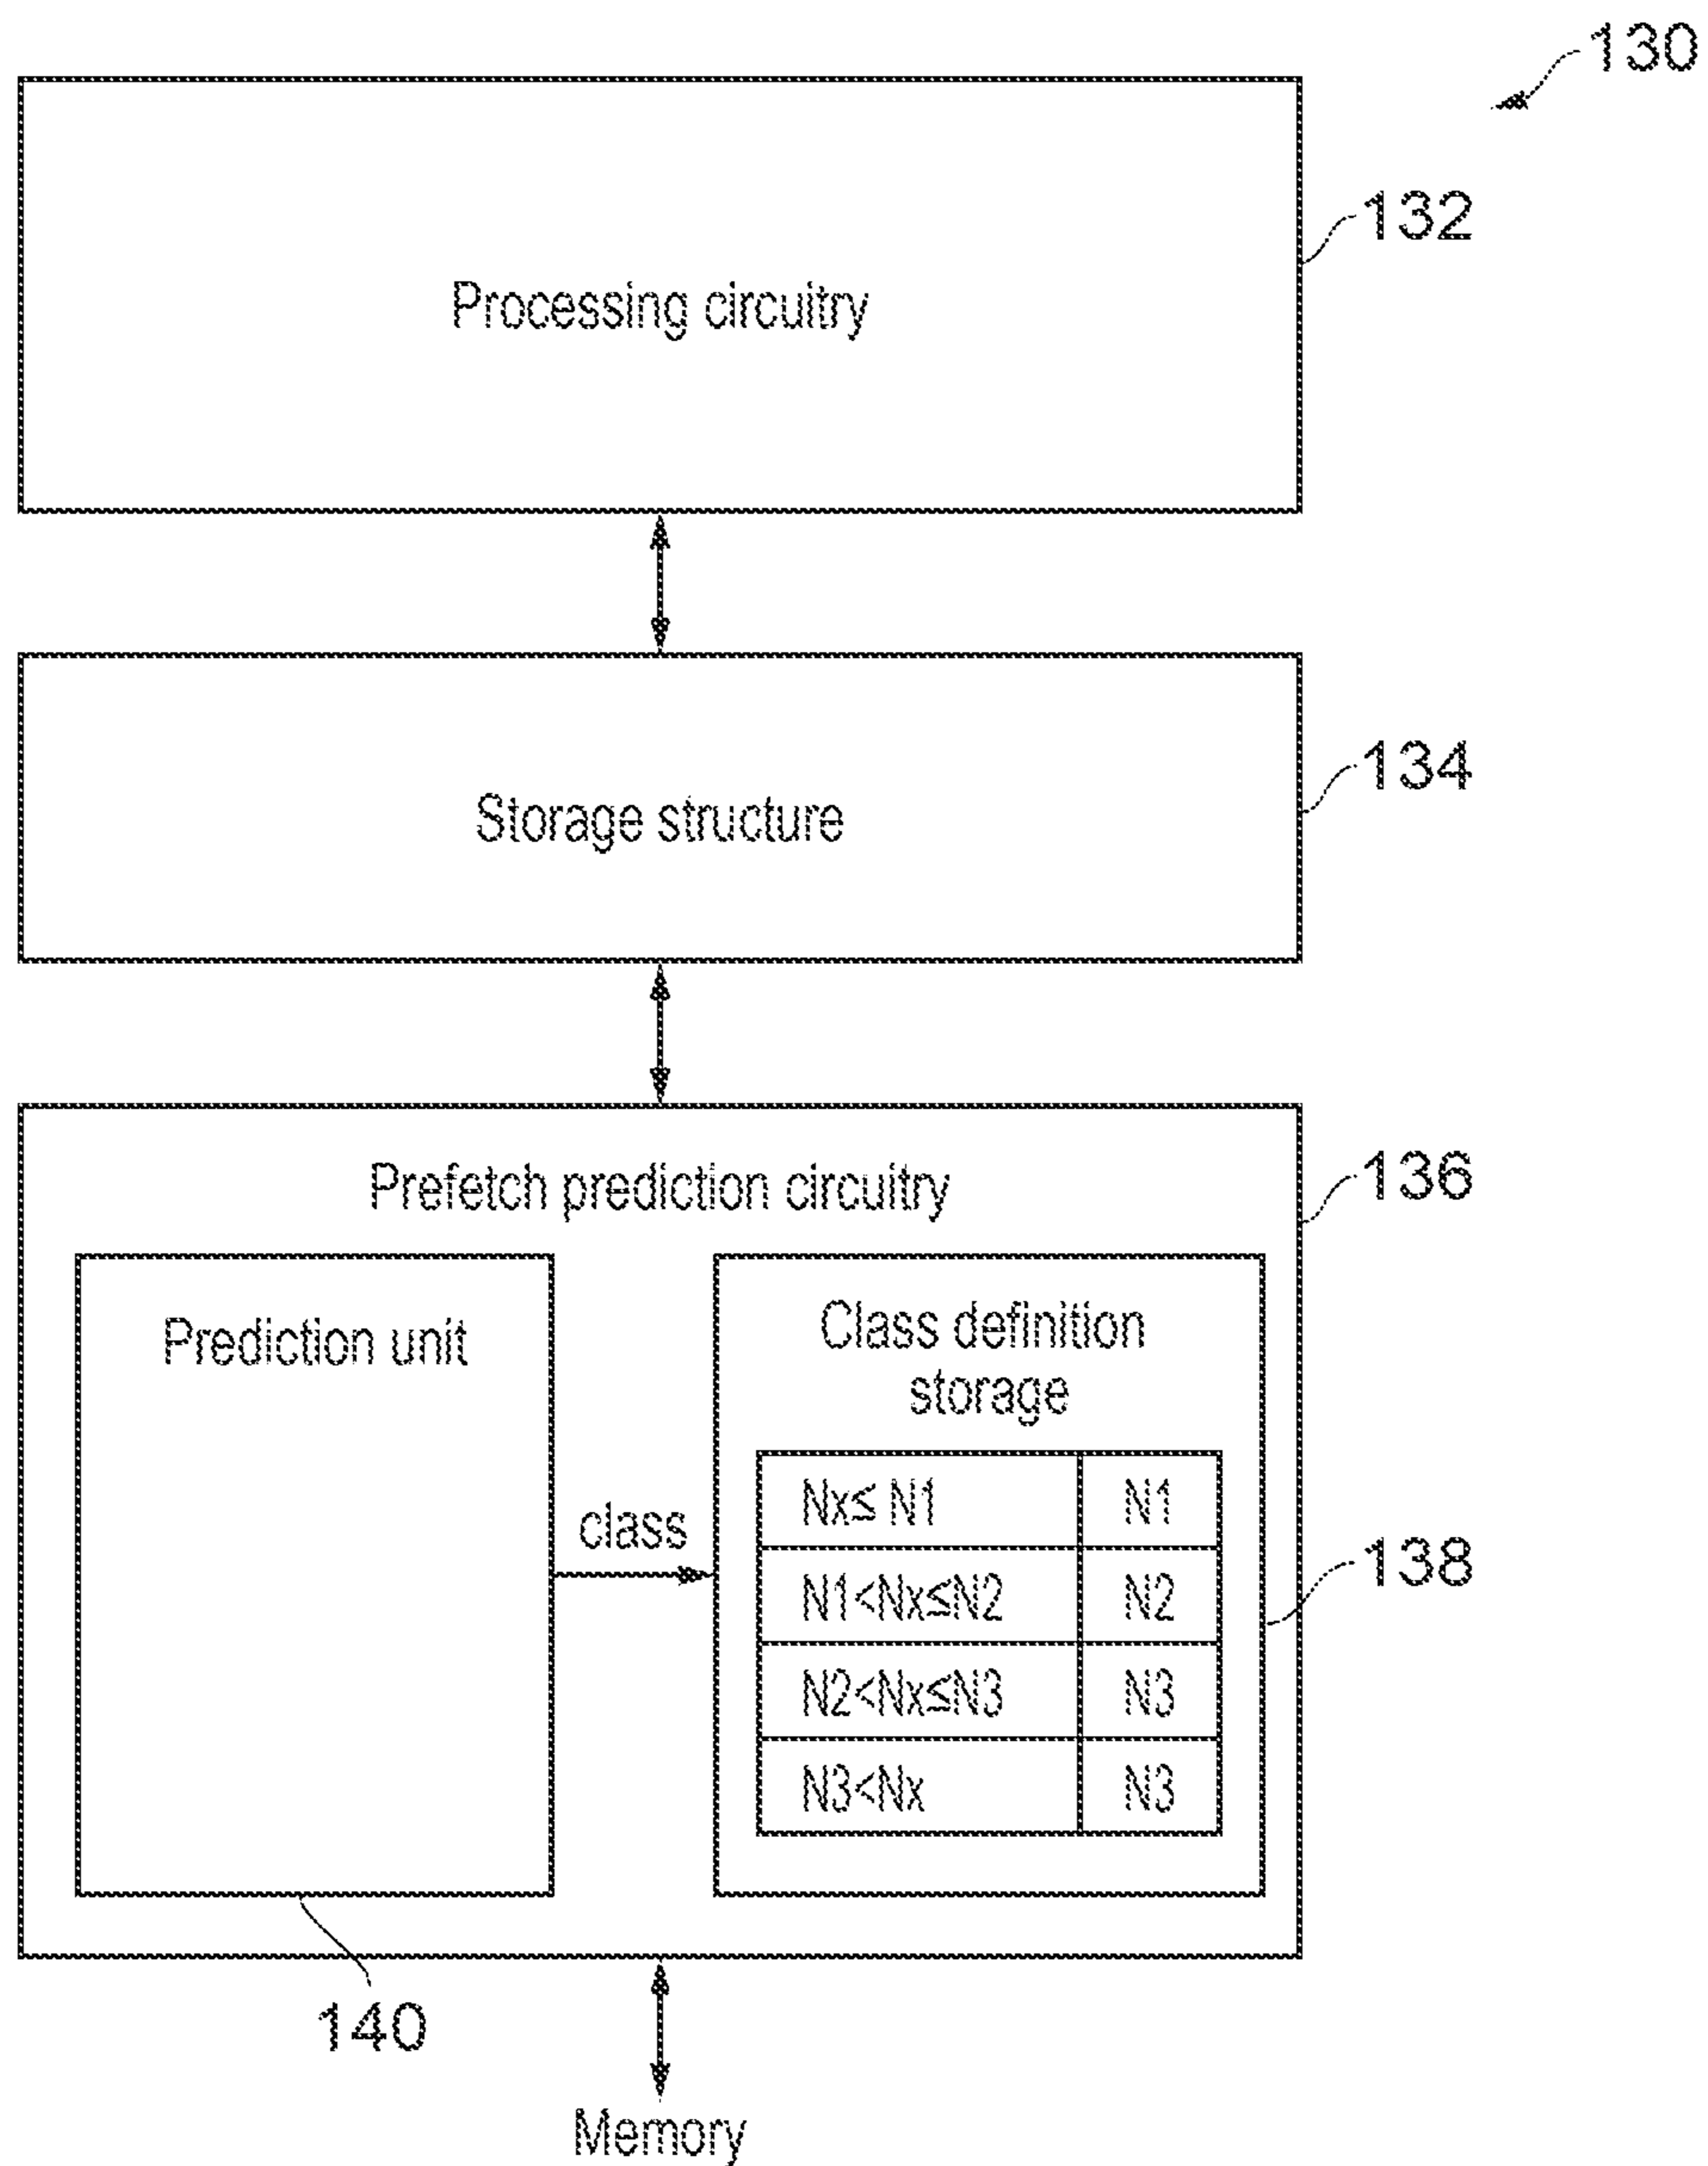 130
132
Processing circuitry
134
Storage structure
136
Prefetch prediction circuitry
Prediction unit
Class definition
storage
class
Nx≤ N1 N1
N1<Nx≤N2 N2
138
N2<Nx≤N3 N3
N3<Nx N3
140
Memory